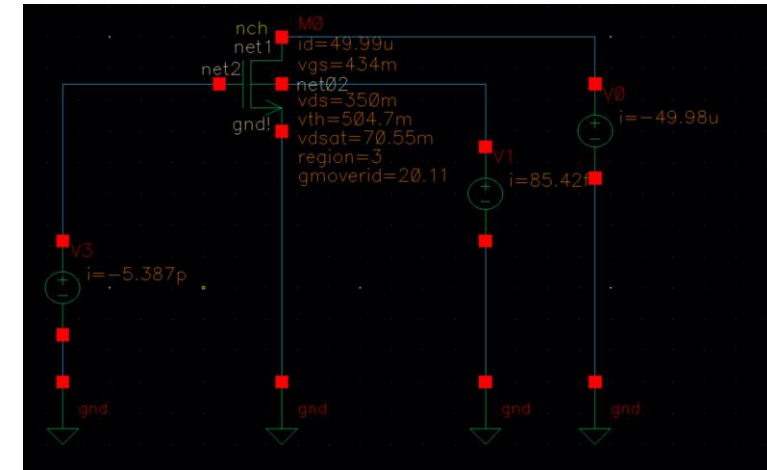 nch
M0
net1
id=49.99u
vgs=434m
net2
net02
vds=350m
V0
gnd!
vth=504.7m
i=-49.98u
vdsat=70.55m
region=3
V1
gmoverid=20.11
i=85.42f
V3
i=-5.387p
gnd
gnd
gnd
gnd